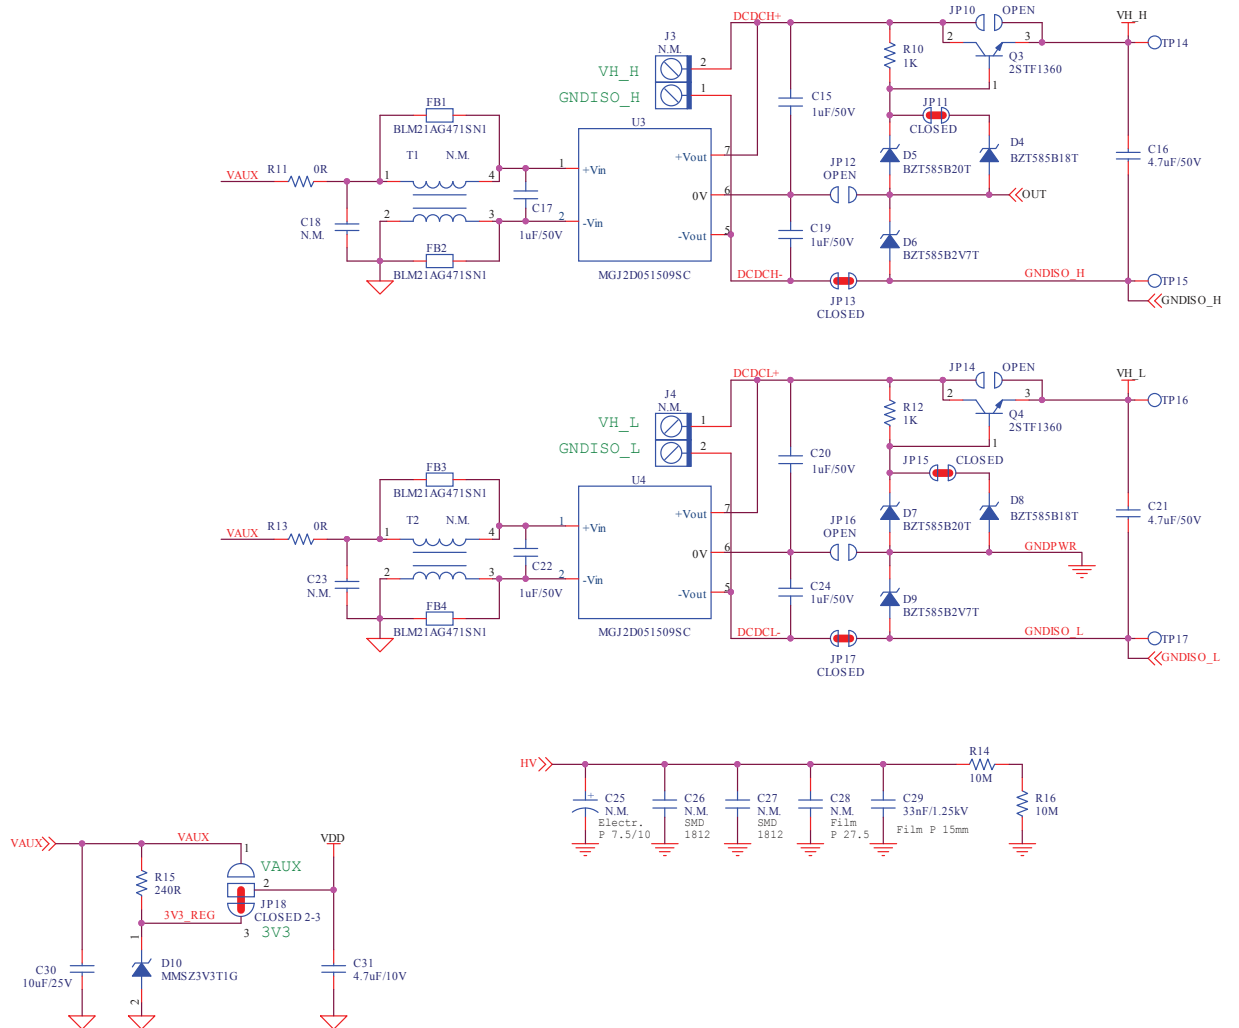 DCDCH+
JP10
OPEN
VH_H
2
3
TP14
Q3
2STF1360
1
R10
1K
J3
N.M.
VH_H
2
GNDISO_H
1
JP11
CLOSED
C15
1uF/50V
D5
BZT585B20T
D4
BZT585B18T
C16
4.7uF/50V
FB1
BLM21AG471SN1
T1
N.M.
U3
+Vin
-Vin
+Vout
0V
-Vout
7
6
5
1
2
MGJ2D051509SC
JP12
OPEN
OUT
VAUX
R11
0R
1
4
2
3
C18
N.M.
C17
1uF/50V
FB2
BLM21AG471SN1
C19
1uF/50V
D6
BZT585B2V7T
DCDCH-
JP13
CLOSED
GNDISO_H
TP15
GNDISO_H
DCDCL+
JP14
OPEN
VH_L
2
3
TP16
Q4
2STF1360
1
R12
1K
J4
N.M.
VH_L
1
GNDISO_L
2
JP15
CLOSED
C20
1uF/50V
D7
BZT585B20T
D8
BZT585B18T
C21
4.7uF/50V
FB3
BLM21AG471SN1
T2
N.M.
U4
+Vin
-Vin
+Vout
0V
-Vout
7
6
5
1
2
MGJ2D051509SC
JP16
OPEN
GNDPWR
VAUX
R13
0R
1
4
2
3
C23
N.M.
C22
1uF/50V
FB4
BLM21AG471SN1
C24
1uF/50V
D9
BZT585B2V7T
DCDCL-
JP17
CLOSED
GNDISO_L
TP17
GNDISO_L
HV
R14
10M
R16
10M
C25
N.M.
Electr.
P 7.5/10
C26
N.M.
SMD
1812
C27
N.M.
SMD
1812
C28
N.M.
Film
P 27.5
C29
33nF/1.25kV
Film P 15mm
VAUX
VAUX
VDD
1
VAUX
2
R15
240R
JP18
CLOSED 2-3
3V3_REG
3
3V3
1
2
C30
10uF/25V
D10
MMSZ3V3T1G
C31
4.7uF/10V